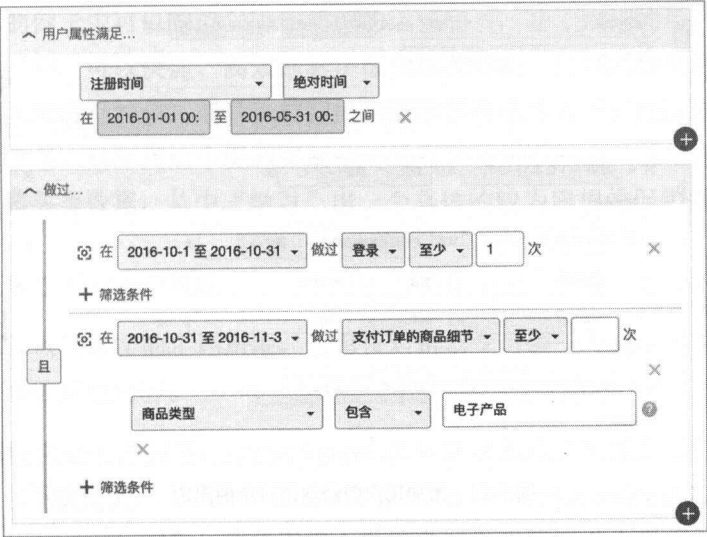 用户属性满足...
注册时间 绝对时间
在 2016-01-01 00: 至 2016-05-31 00: 之间
做过...
在 2016-10-1 至 2016-10-31 做过 登录 至少 1 次
筛选条件
在 2016-10-31 至 2016-11-3 做过 支付订单的商品细节 至少 次
且
商品类型 包含 电子产品
筛选条件